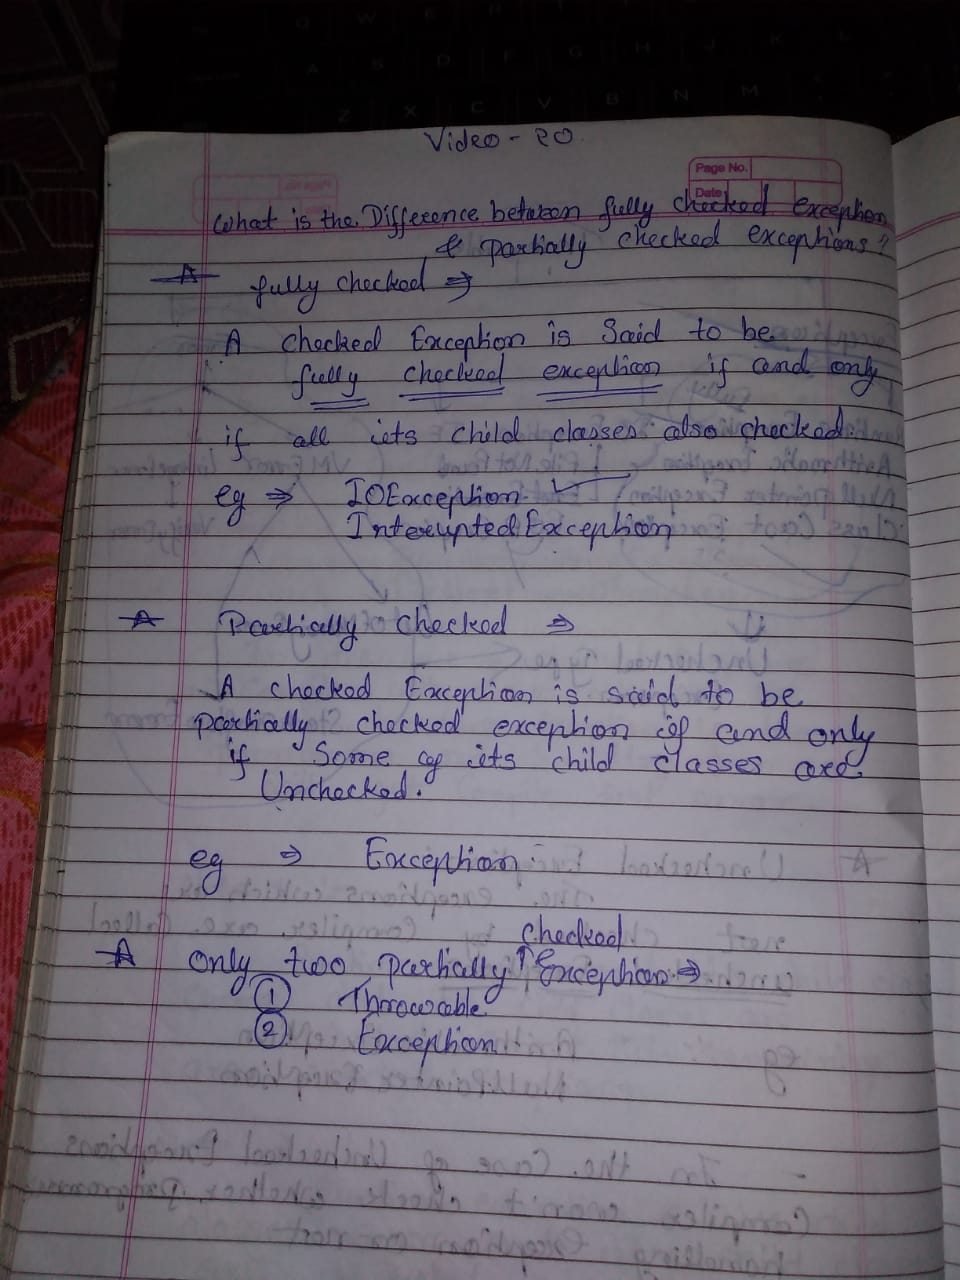 Video - 20
Page No.
Date
What is the Difference between fully checked exception
& partially checked exceptions?
fully checked ⇒
A checked Exception is Said to be
fully checked exception if and only
if all its child classes also checked.
eg ⇒ IOException.
InterruptedException
Partially checked ⇒
A checked Exception is said to be
partially checked exception if and only
if Some of its child classes are
Unchecked.
eg ⇒ Exception
checked
only two partially ↑ Exception ⇒
① Throwable
② Exception